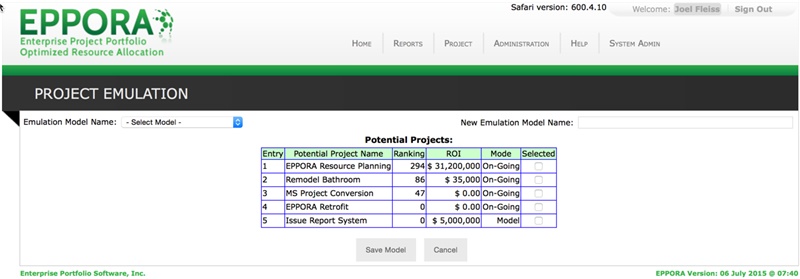 Safari version: 600.4.10
Welcome: Joel Fleiss Sign Out
EPPORA
Enterprise Project Portfolio
Optimized Resource Allocation
Home Reports Project Administration Help System Admin
PROJECT EMULATION
Emulation Model Name: - Select Model - New Emulation Model Name:
Potential Projects:
Entry Potential Project Name Ranking ROI Mode Selected
1 EPPORA Resource Planning 294 $ 31,200,000 On-Going
2 Remodel Bathroom 86 $ 35,000 On-Going
3 MS Project Conversion 47 $ 0.00 On-Going
4 EPPORA Retrofit 0 $ 0.00 On-Going
5 Issue Report System 0 $ 5,000,000 Model
Save Model Cancel
Enterprise Portfolio Software, Inc. EPPORA Version: 06 July 2015 @ 07:40